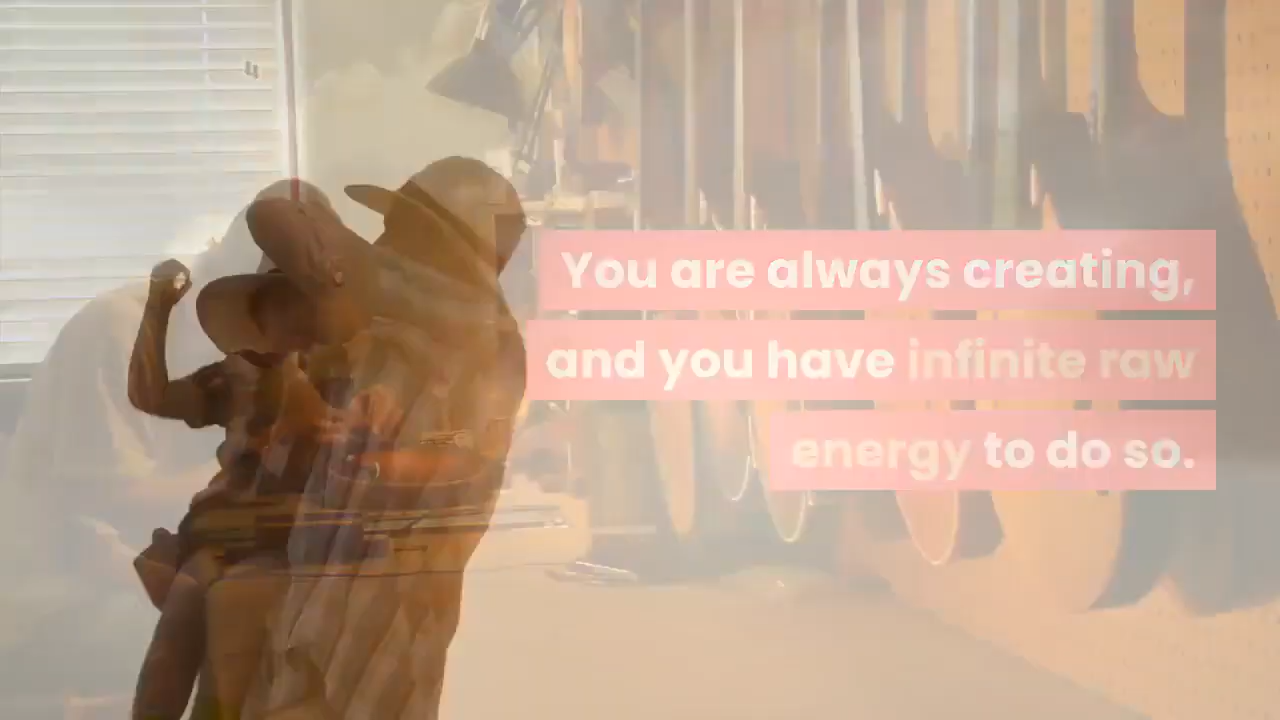 You are always creating,
and you have infinite raw
energy to do so.